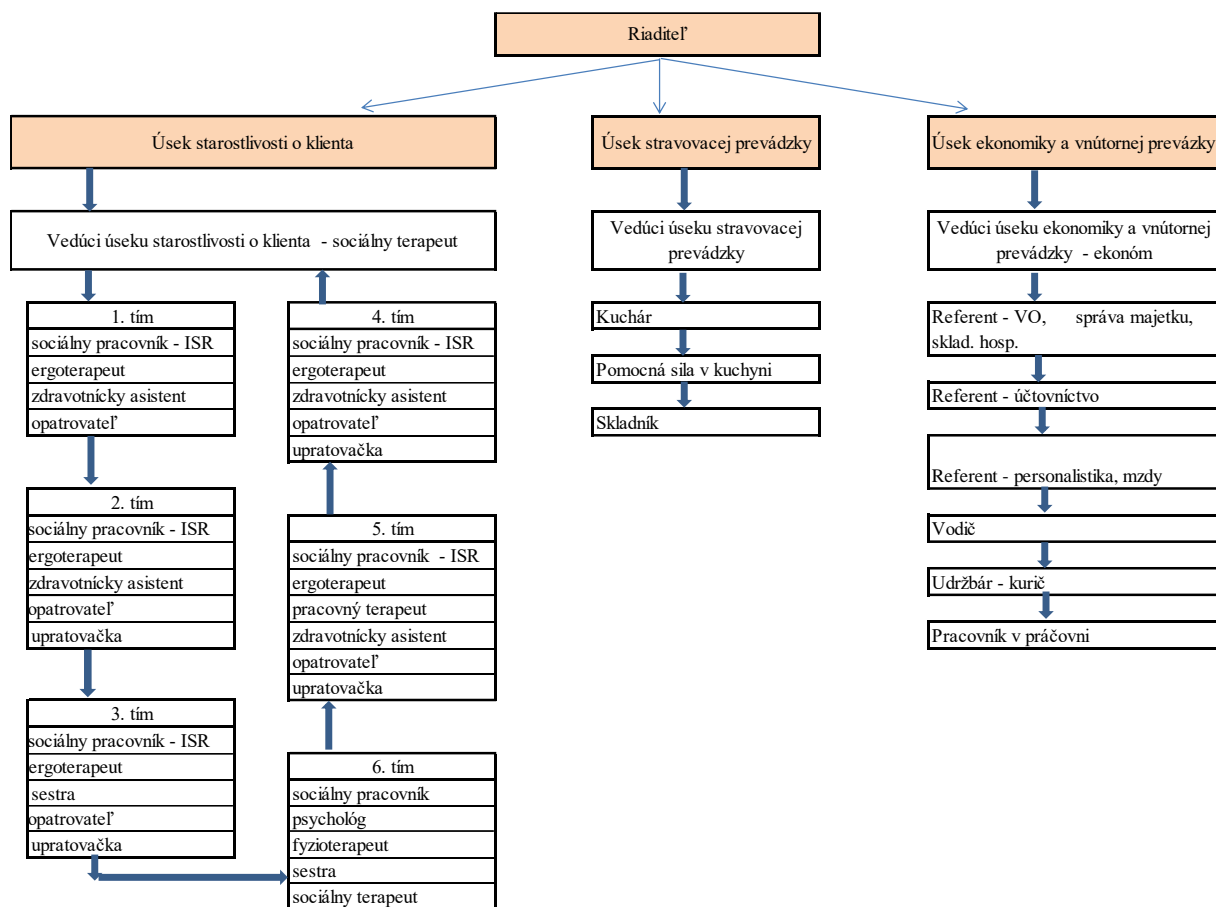 Riaditeľ
Úsek starostlivosti o klienta
Úsek stravovacej prevádzky
Úsek ekonomiky a vnútornej prevázky
Vedúci úseku starostlivosti o klienta - sociálny terapeut
Vedúci úseku stravovacej
prevádzky
Vedúci úseku ekonomiky a vnútornej
prevádzky - ekonóm
1. tím
sociálny pracovník - ISR
ergoterapeut
zdravotnícky asistent
opatrovateľ
2. tím
sociálny pracovník - ISR
ergoterapeut
zdravotnícky asistent
opatrovateľ
upratovačka
3. tím
sociálny pracovník - ISR
ergoterapeut
sestra
opatrovateľ
upratovačka
4. tím
sociálny pracovník - ISR
ergoterapeut
zdravotnícky asistent
opatrovateľ
upratovačka
5. tím
sociálny pracovník - ISR
ergoterapeut
pracovný terapeut
zdravotnícky asistent
opatrovateľ
upratovačka
6. tím
sociálny pracovník
psychológ
fyzioterapeut
sestra
sociálny terapeut
Kuchár
Pomocná sila v kuchyni
Skladník
Referent - VO, správa majetku,
sklad. hosp.
Referent - účtovníctvo
Referent - personalistika, mzdy
Vodič
Udržbár - kurič
Pracovník v práčovni